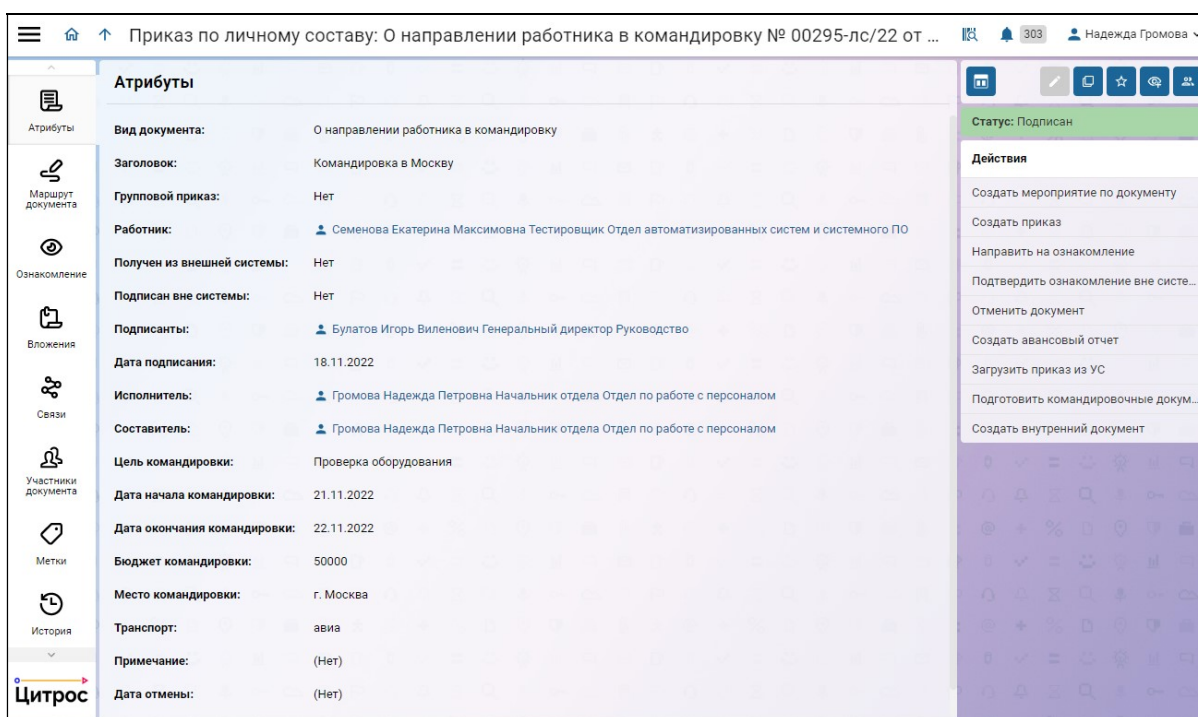 Приказ по личному составу: О направлении работника в командировку № 00295-лс/22 от ...
303
Надежда Громова
Атрибуты
Маршрут
документа
Ознакомление
Вложения
Связи
Участники
документа
Метки
История
Цитрос
Атрибуты
Вид документа: О направлении работника в командировку
Заголовок: Командировка в Москву
Групповой приказ: Нет
Работник: Семенова Екатерина Максимовна Тестировщик Отдел автоматизированных систем и системного ПО
Получен из внешней системы: Нет
Подписан вне системы: Нет
Подписанты: Булатов Игорь Виленович Генеральный директор Руководство
Дата подписания: 18.11.2022
Исполнитель: Громова Надежда Петровна Начальник отдела Отдел по работе с персоналом
Составитель: Громова Надежда Петровна Начальник отдела Отдел по работе с персоналом
Цель командировки: Проверка оборудования
Дата начала командировки: 21.11.2022
Дата окончания командировки: 22.11.2022
Бюджет командировки: 50000
Место командировки: г. Москва
Транспорт: авиа
Примечание: (Нет)
Дата отмены: (Нет)
Статус: Подписан
Действия
Создать мероприятие по документу
Создать приказ
Направить на ознакомление
Подтвердить ознакомление вне систе...
Отменить документ
Создать авансовый отчет
Загрузить приказ из УС
Подготовить командировочные докум...
Создать внутренний документ